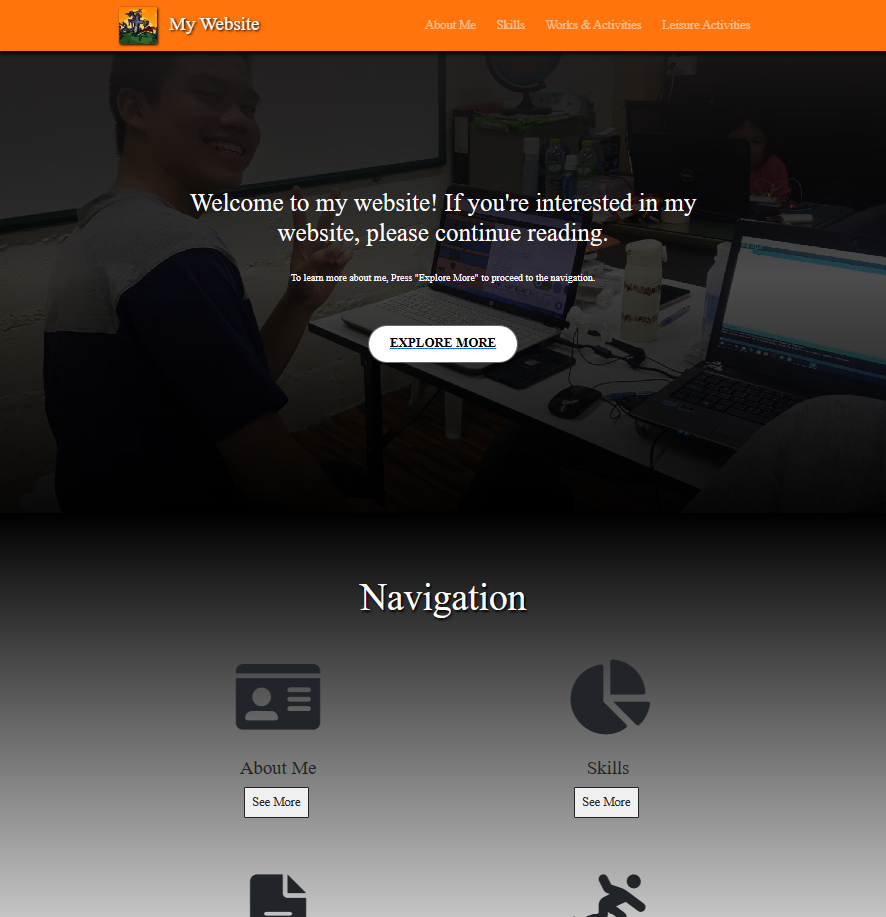 My Website
About Me
Skills
Works & Activities
Leisure Activities
Welcome to my website! If you're interested in my
website, please continue reading.
To learn more about me, Press "Explore More" to proceed to the navigation.
EXPLORE MORE
Navigation
About Me
Skills
See More
See More